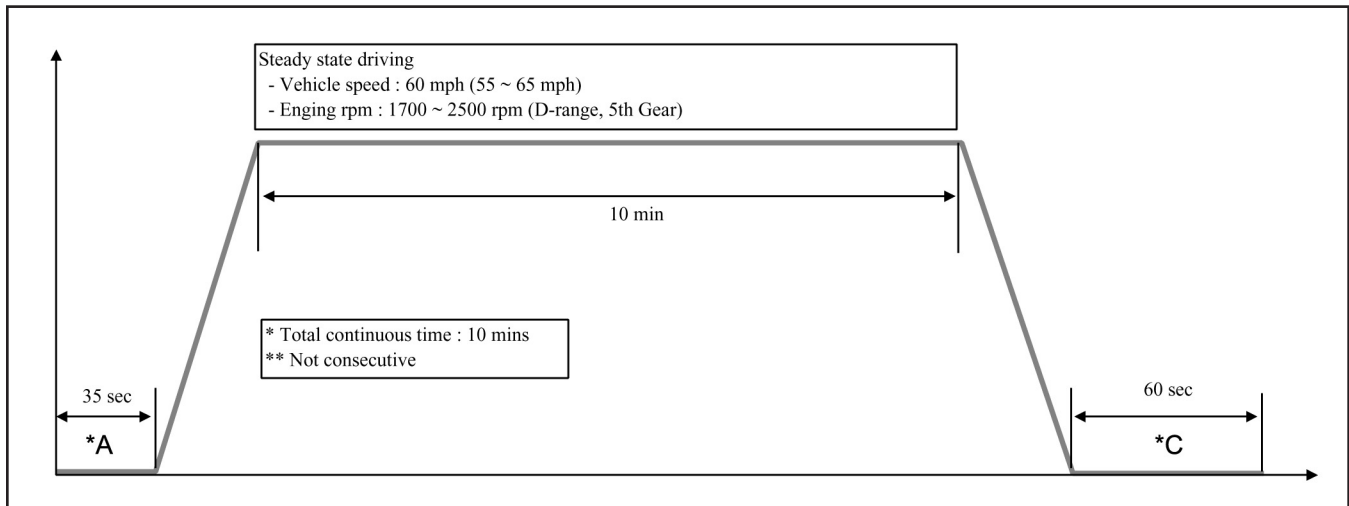 Steady state driving
- Vehicle speed : 60 mph (55 ~ 65 mph)
- Enging rpm : 1700 ~ 2500 rpm (D-range, 5th Gear)
10 min
* Total continuous time : 10 mins
** Not consecutive
35 sec
*A
60 sec
*C